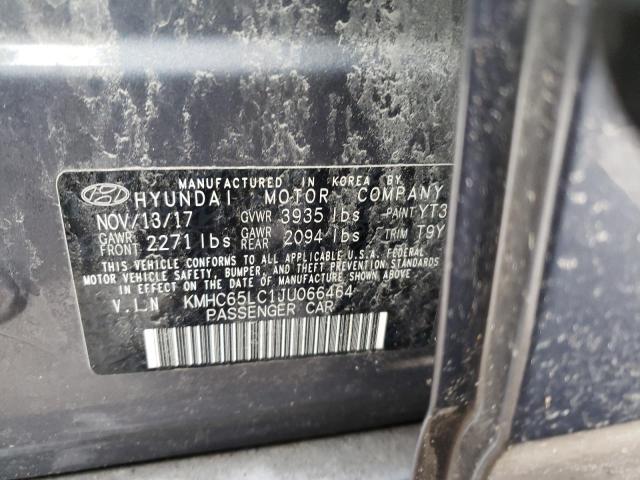 MANUFACTURED IN KOREA BY
HYUNDAI MOTOR COMPANY
NOV/13/17 GVWR 3935 lbs PAINT YT3
GAWR FRONT 2271 lbs GAWR REAR 2094 lbs TRIM T9Y
THIS VEHICLE CONFORMS TO ALL APPLICABLE U.S.A. FEDERAL
MOTOR VEHICLE SAFETY, BUMPER, AND THEFT PREVENTION STANDARDS
IN EFFECT ON THE DATE OF MANUFACTURE SHOWN ABOVE.
V.I.N KMHC65LC1JU066464
PASSENGER CAR